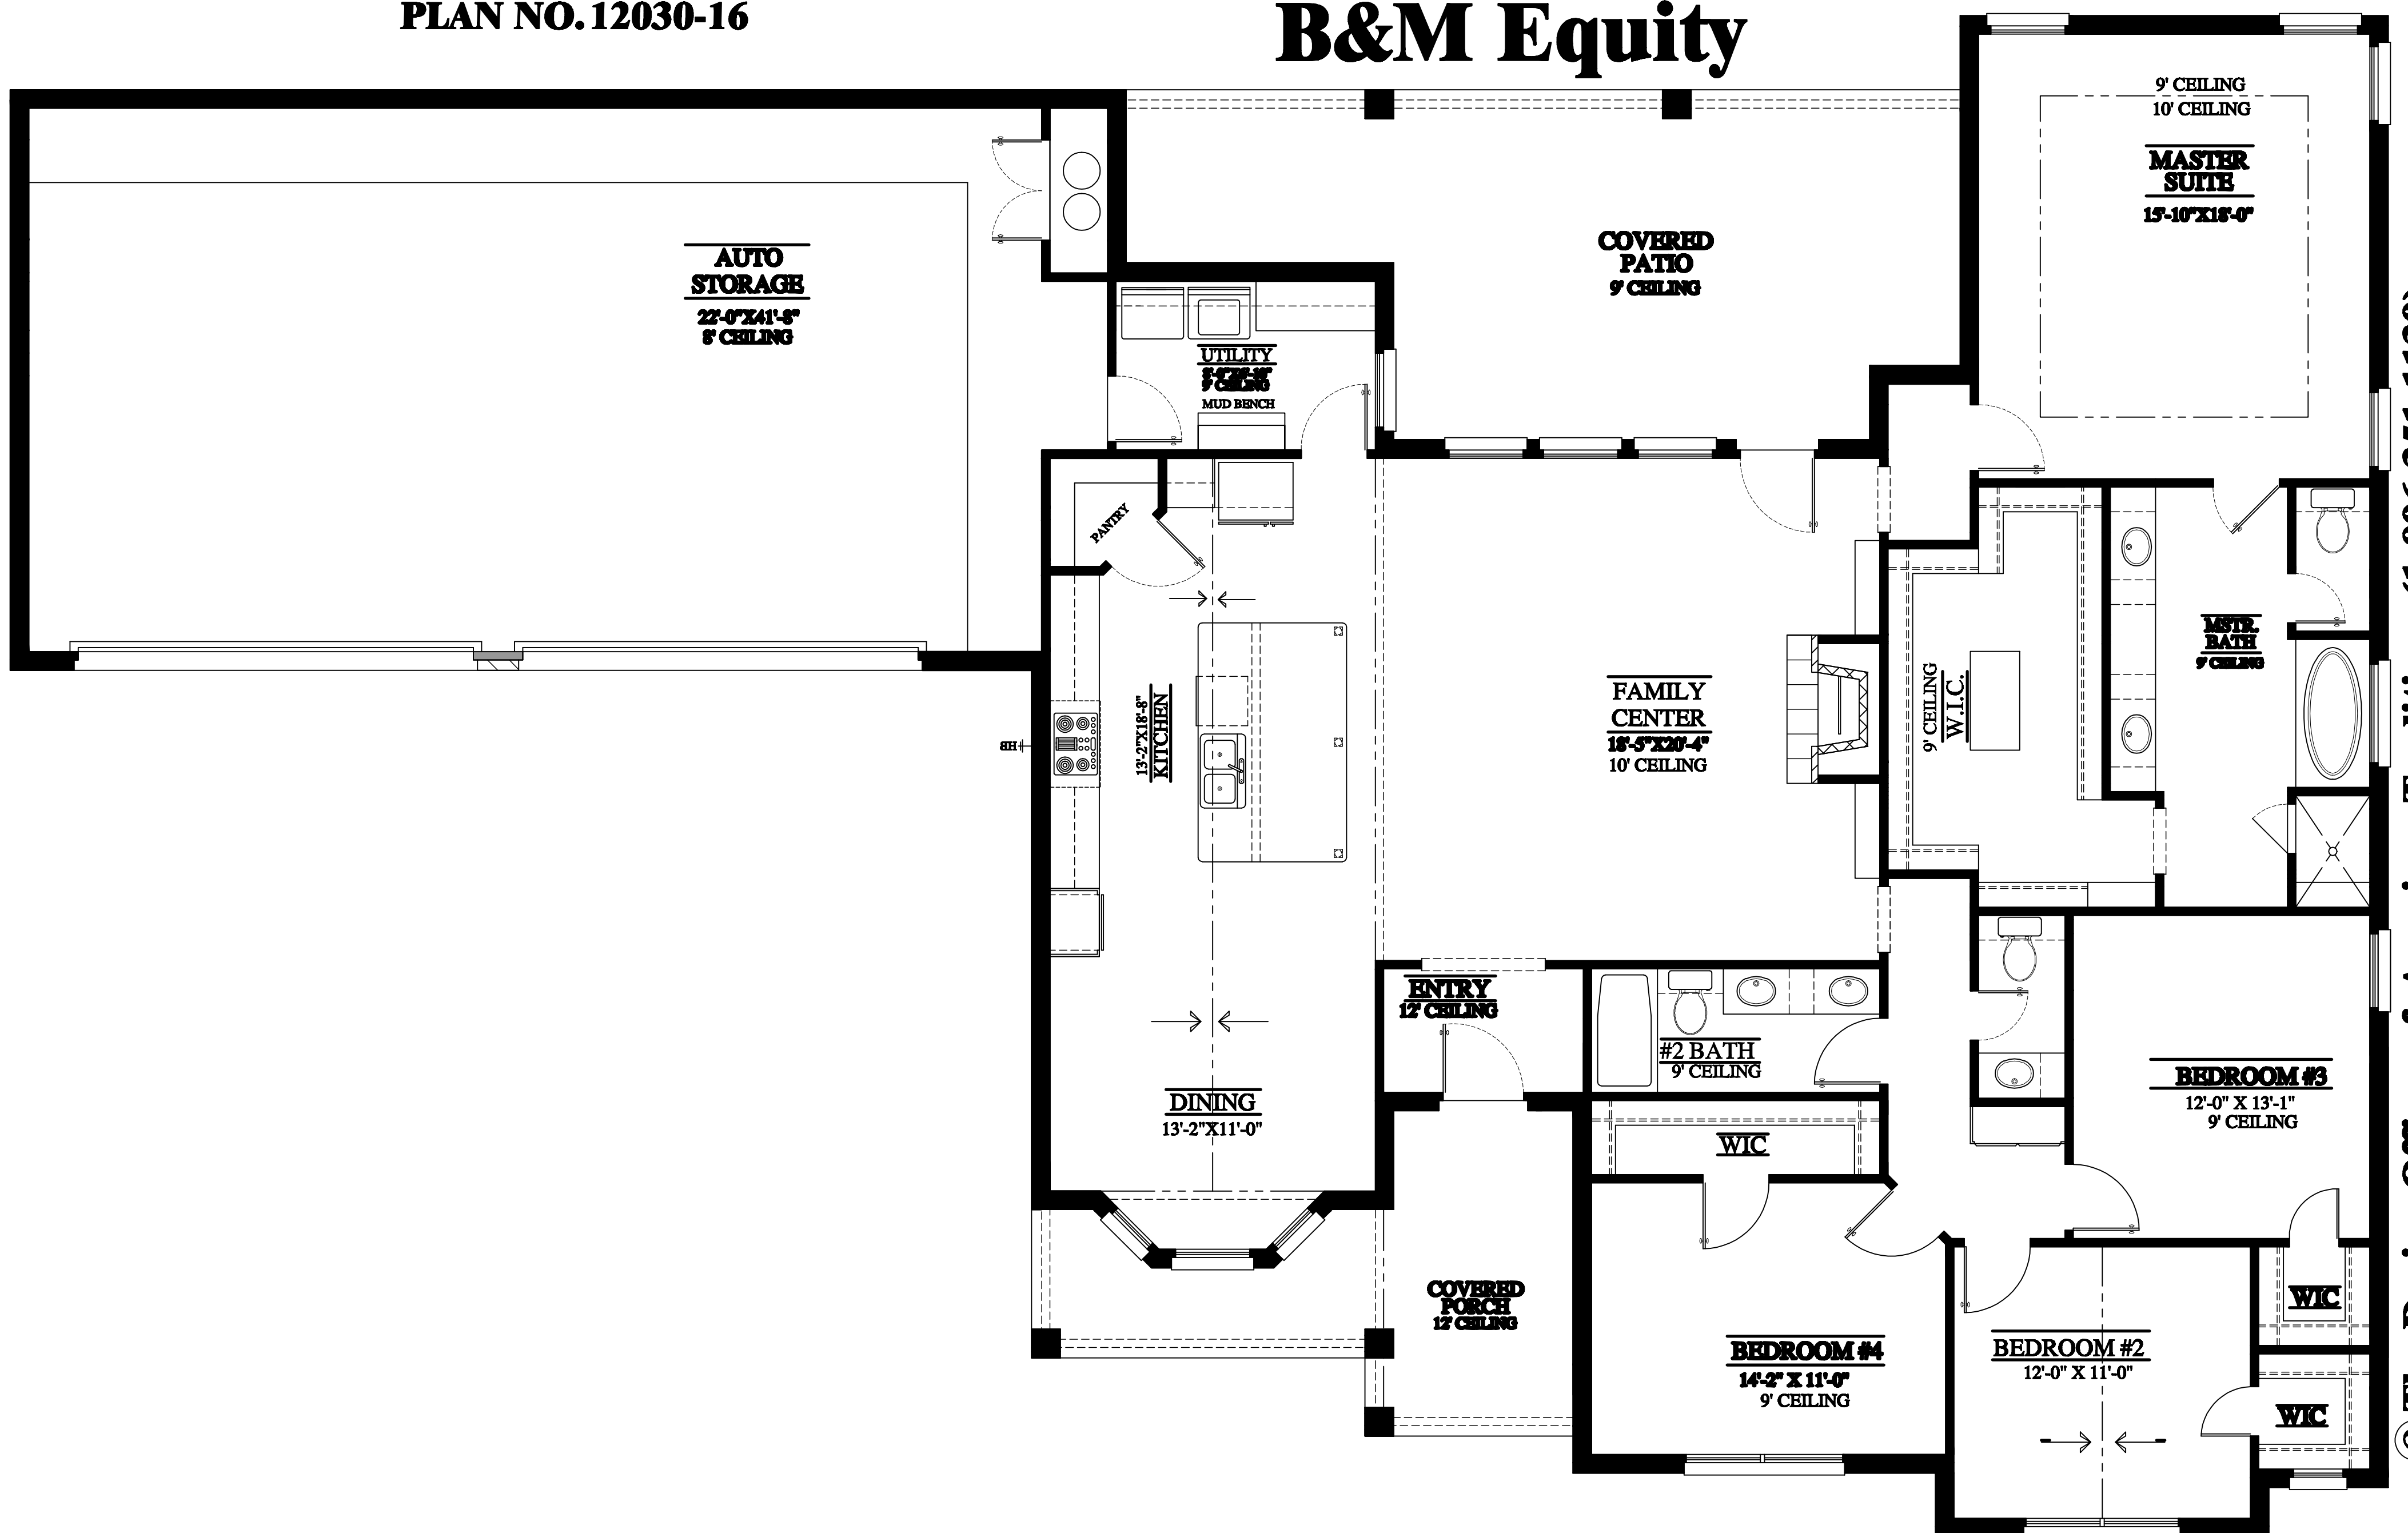 PLAN NO. 12030-16
B&M Equity
9' CEILING
10' CEILING
MASTER
SUITE
15'-10"X18'-0"
AUTO
STORAGE
22'-0"X41'-8"
8' CEILING
COVERED
PATIO
9' CEILING
UTILITY
9' CEILING
MUD BENCH
PANTRY
13'-2"X18'-8"
KITCHEN
HB
FAMILY
CENTER
18'-5"X20'-4"
10' CEILING
9' CEILING
W.I.C.
MSTR.
BATH
9' CEILING
ENTRY
12' CEILING
#2 BATH
9' CEILING
DINING
13'-2"X11'-0"
WIC
BEDROOM #3
12'-0" X 13'-1"
9' CEILING
COVERED
PORCH
12' CEILING
BEDROOM #4
14'-2" X 11'-0"
9' CEILING
BEDROOM #2
12'-0" X 11'-0"
WIC
WIC